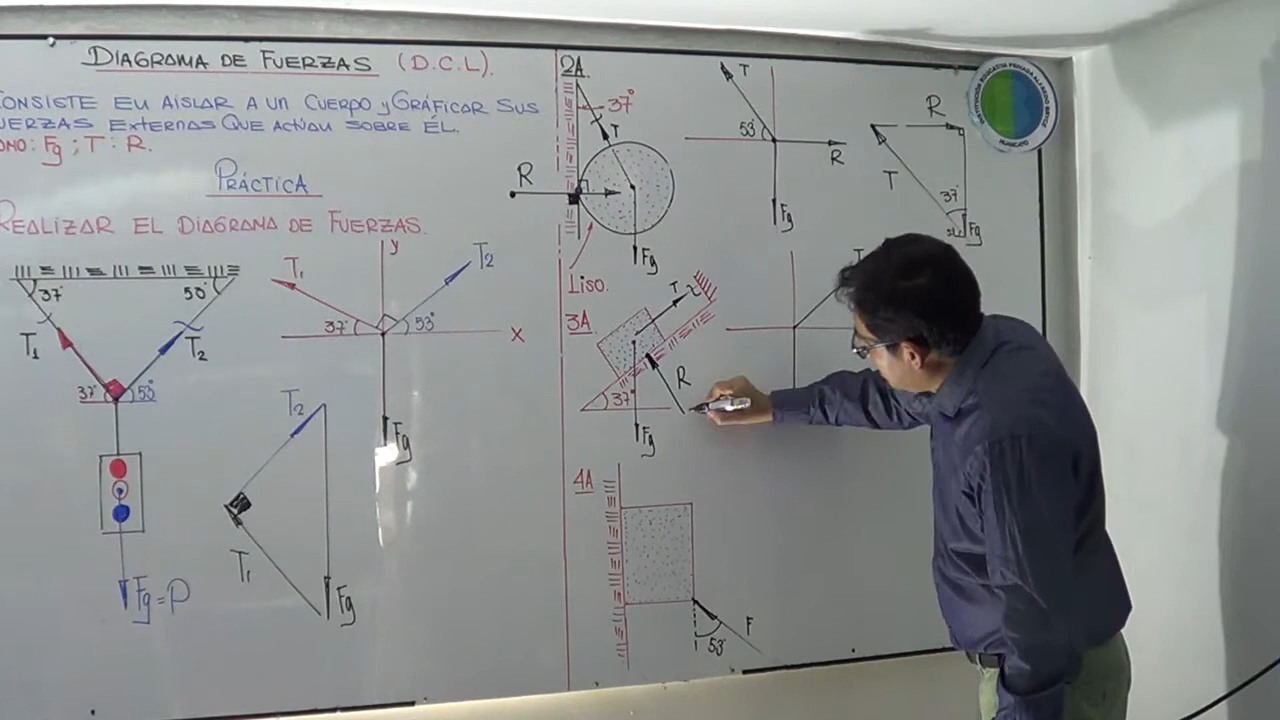 DIAGRAMA DE FUERZAS (D.C.L).
CONSISTE EN AISLAR A UN CUERPO y GRÁFICAR SUS
FUERZAS EXTERNAS QUE ACTÚAN SOBRE ÉL.
COMO: Fg ; T : R.
PRÁCTICA
REALIZAR EL DIAGRAMA DE FUERZAS.
37°
50°
T1
T2
37°
53°
Fg = P
y
T1
T2
37°
53°
X
Fg
T2
T1
Fg
2A
37°
T
R
Fg
Liso.
T
53°
R
Fg
R
T
37°
Fg
3A
T
R
37°
Fg
4A
F
53°